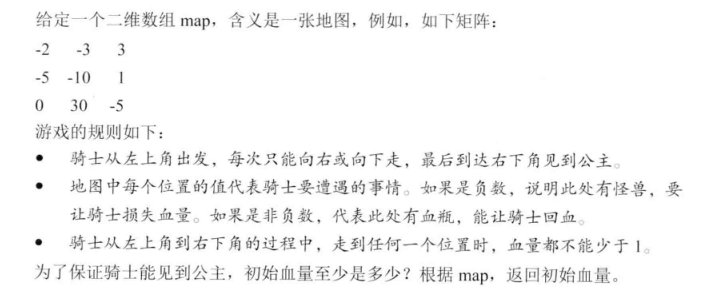 给定一个二维数组 map，含义是一张地图，例如，如下矩阵：
-2 -3 3
-5 -10 1
0 30 -5
游戏的规则如下：
● 骑士从左上角出发，每次只能向右或向下走，最后到达右下角见到公主。
● 地图中每个位置的值代表骑士要遭遇的事情。如果是负数，说明此处有怪兽，要
让骑士损失血量。如果是非负数，代表此处有血瓶，能让骑士回血。
● 骑士从左上角到右下角的过程中，走到任何一个位置时，血量都不能少于 1。
为了保证骑士能见到公主，初始血量至少是多少？根据 map，返回初始血量。